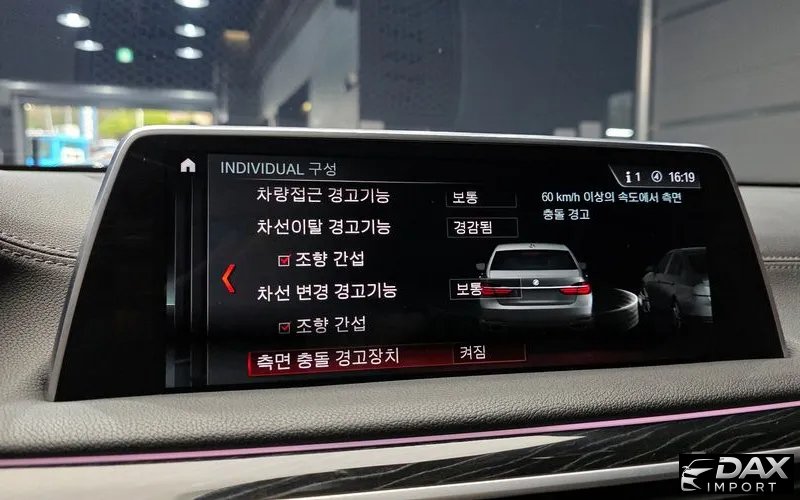 INDIVIDUAL 구성
1 16:19
차량접근 경고기능 보통
차선이탈 경고기능 경감됨
조향 간섭
차선 변경 경고기능 보통
조향 간섭
측면 충돌 경고장치 켜짐
60 km/h 이상의 속도에서 측면
충돌 경고
DAX
IMPORT